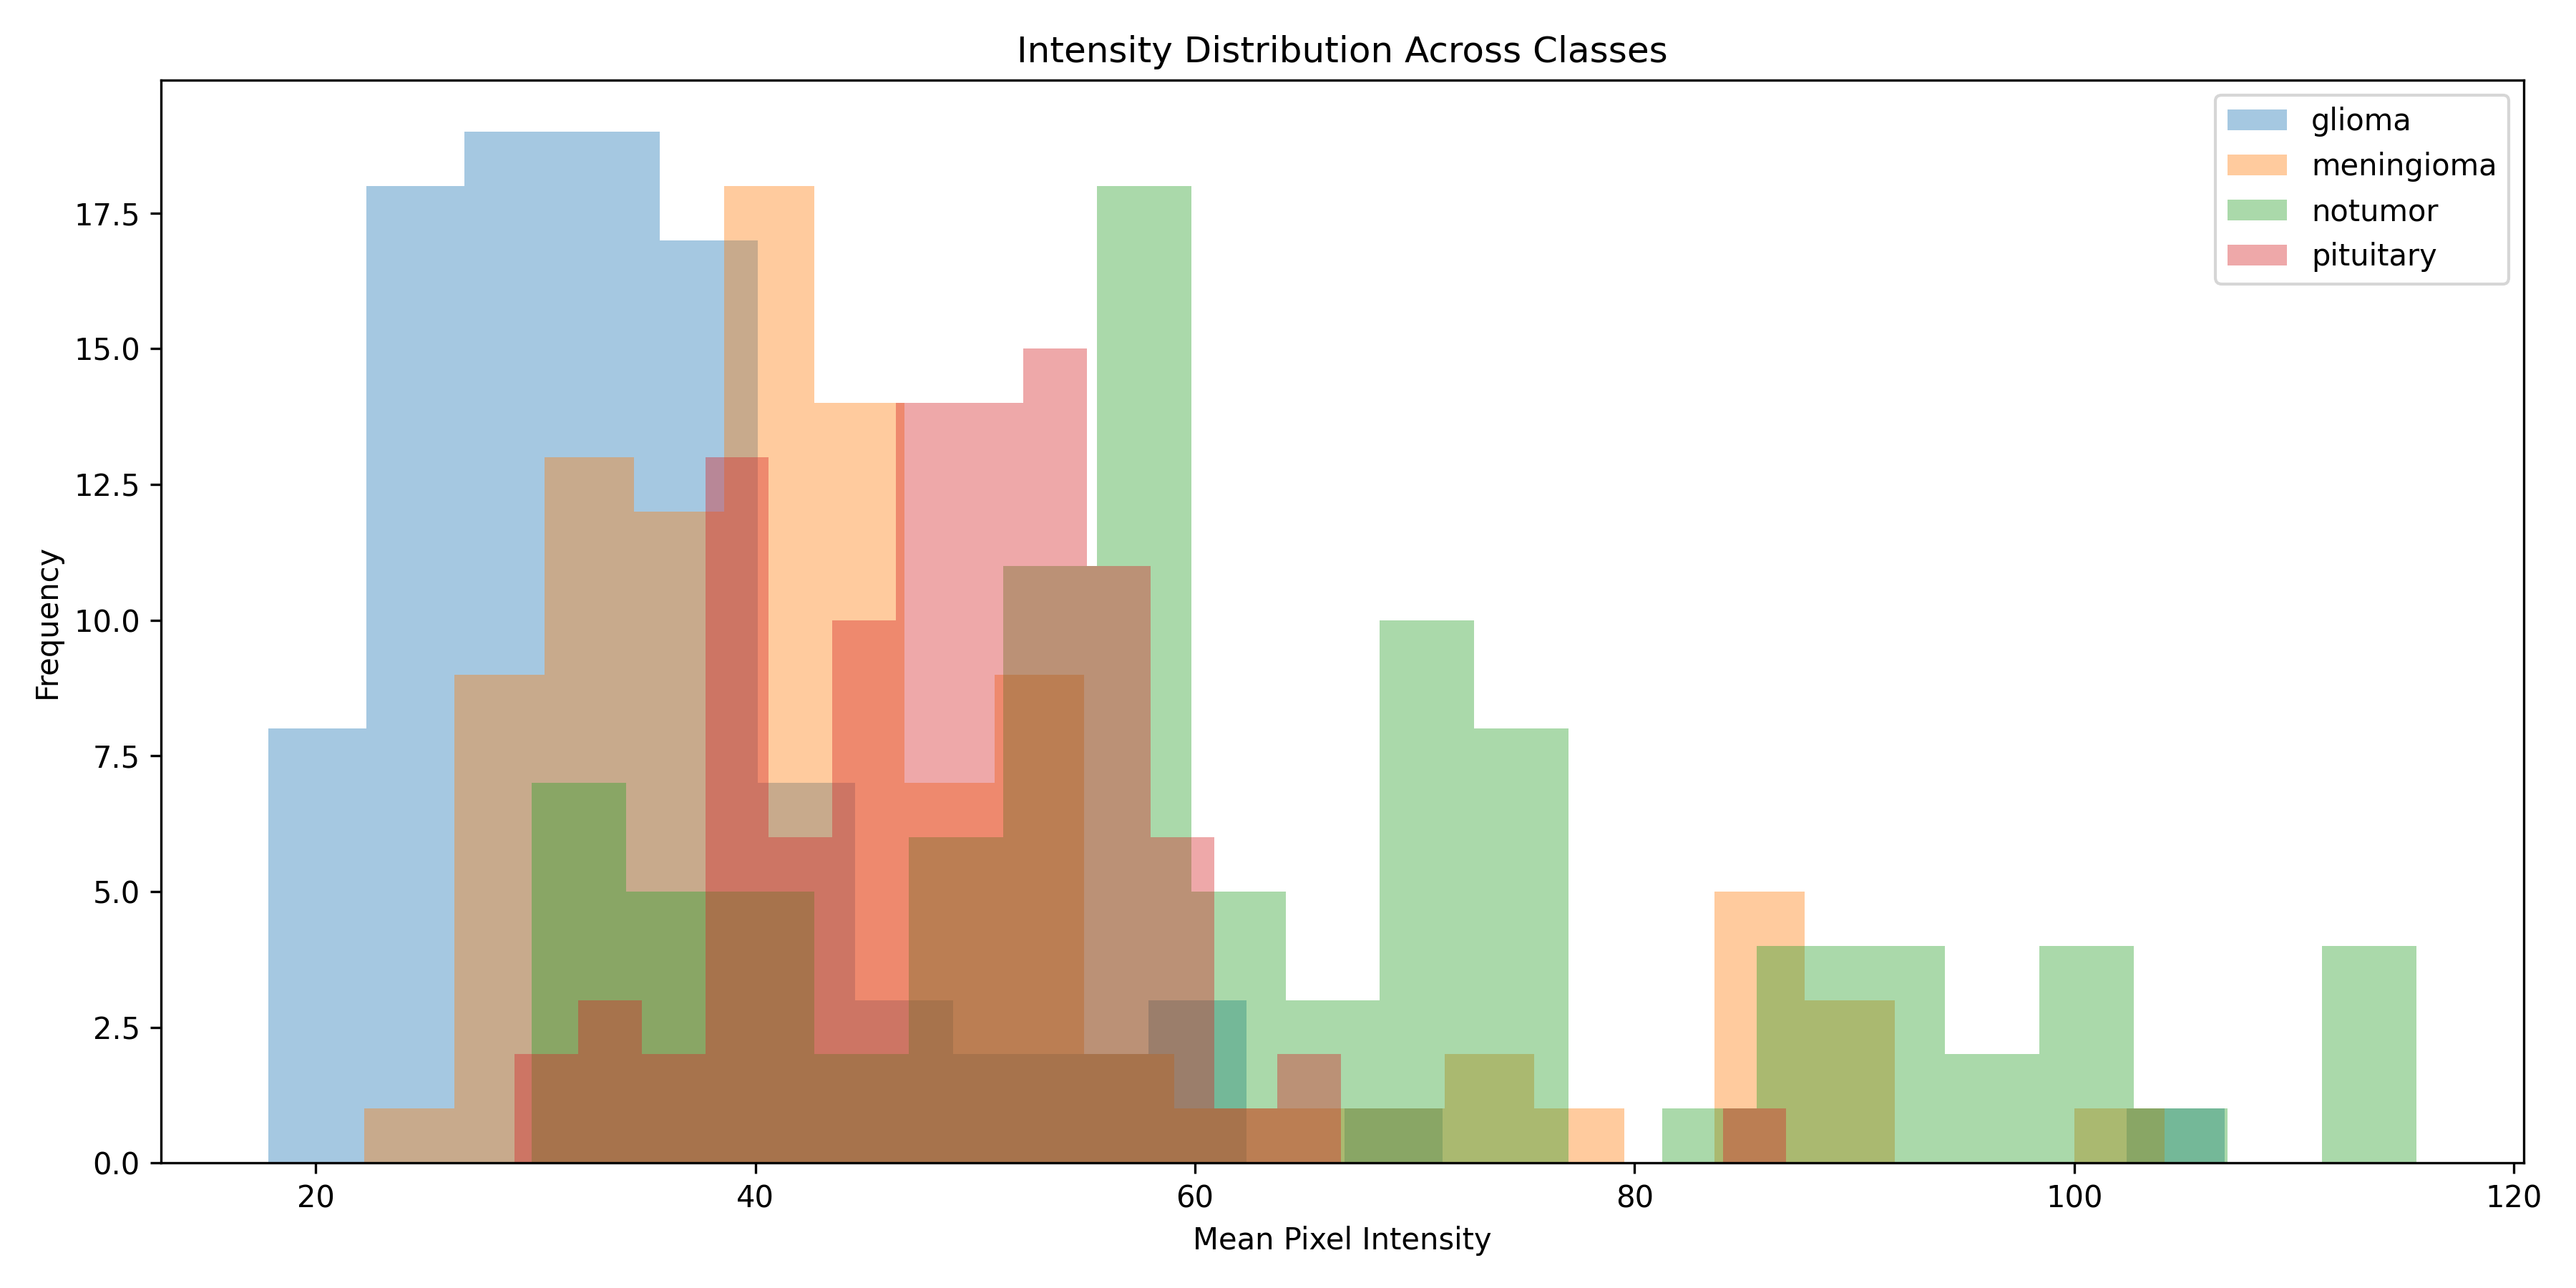 Intensity Distribution Across Classes
glioma
meningioma
notumor
pituitary
Frequency
17.5
15.0
12.5
10.0
7.5
5.0
2.5
0.0
20
40
60
80
100
120
Mean Pixel Intensity